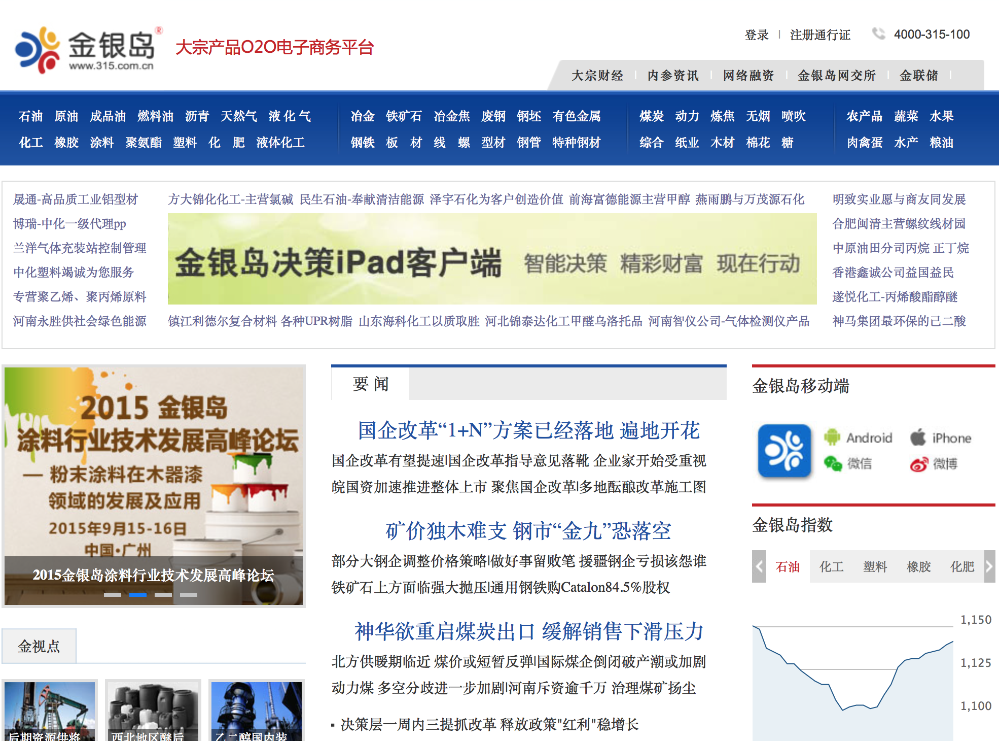 登录 | 注册通行证 4000-315-100
金银岛®
www.315.com.cn
大宗产品O2O电子商务平台
大宗财经 内参资讯 网络融资 金银岛网交所 金联储
石油 原油 成品油 燃料油 沥青 天然气 液化气 冶金 铁矿石 冶金焦 废钢 钢坯 有色金属 煤炭 动力 炼焦 无烟 喷吹 农产品 蔬菜 水果
化工 橡胶 涂料 聚氨酯 塑料 化 肥 液体化工 钢铁 板 材 线 螺 型材 钢管 特种钢材 综合 纸业 木材 棉花 糖 肉禽蛋 水产 粮油
晟通-高品质工业铝型材
博瑞-中化一级代理pp
兰洋气体充装站控制管理
中化塑料竭诚为您服务
专营聚乙烯、聚丙烯原料
河南永胜供社会绿色能源
方大锦化化工-主营氯碱 民生石油-奉献清洁能源 泽宇石化为客户创造价值 前海富德能源主营甲醇 燕雨鹏与万茂源石化
金银岛决策iPad客户端 智能决策 精彩财富 现在行动
镇江利德尔复合材料 各种UPR树脂 山东海科化工以质取胜 河北锦泰达化工甲醛乌洛托品 河南智仪公司-气体检测仪产品
明致实业愿与商友同发展
合肥闽清主营螺纹线材园
中原油田分司丙烷 正丁烷
香港鑫诚公司益国益民
遂悦化工-丙烯酸酯醇醚
神马集团最环保的己二酸
2015 金银岛
涂料行业技术发展高峰论坛
— 粉末涂料在木器漆
领域的发展及应用
2015年9月15-16日
中国·广州
2015金银岛涂料行业技术发展高峰论坛
金视点
后期资源供将
西北地区醚后
乙二醇国内装
要 闻
国企改革“1+N”方案已经落地 遍地开花
国企改革有望提速|国企改革指导意见落靴 企业家开始受重视
皖国资加速推进整体上市 聚焦国企改革|多地酝酿改革施工图
矿价独木难支 钢市“金九”恐落空
部分大钢企调整价格策略|做好事留败笔 援疆钢企亏损该怨谁
铁矿石上方面临强大抛压|通用钢铁购Catalon84.5%股权
神华欲重启煤炭出口 缓解销售下滑压力
北方供暖期临近 煤价或短暂反弹|国际煤企倒闭破产潮或加剧
动力煤 多空分歧进一步加剧|河南斥资逾千万 治理煤矿扬尘
▪ 决策层一周内三提抓改革 释放政策"红利"稳增长
金银岛移动端
Android iPhone
微信 微博
金银岛指数
石油 化工 塑料 橡胶 化肥
1,150
1,125
1,100